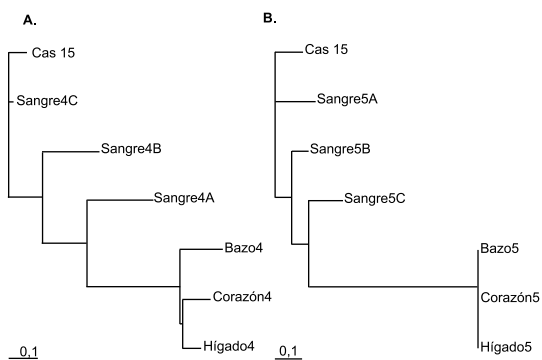 A.
Cas 15
Sangre4C
Sangre4B
Sangre4A
Bazo4
Corazón4
Hígado4
0,1
B.
Cas 15
Sangre5A
Sangre5B
Sangre5C
Bazo5
Corazón5
Hígado5
0,1